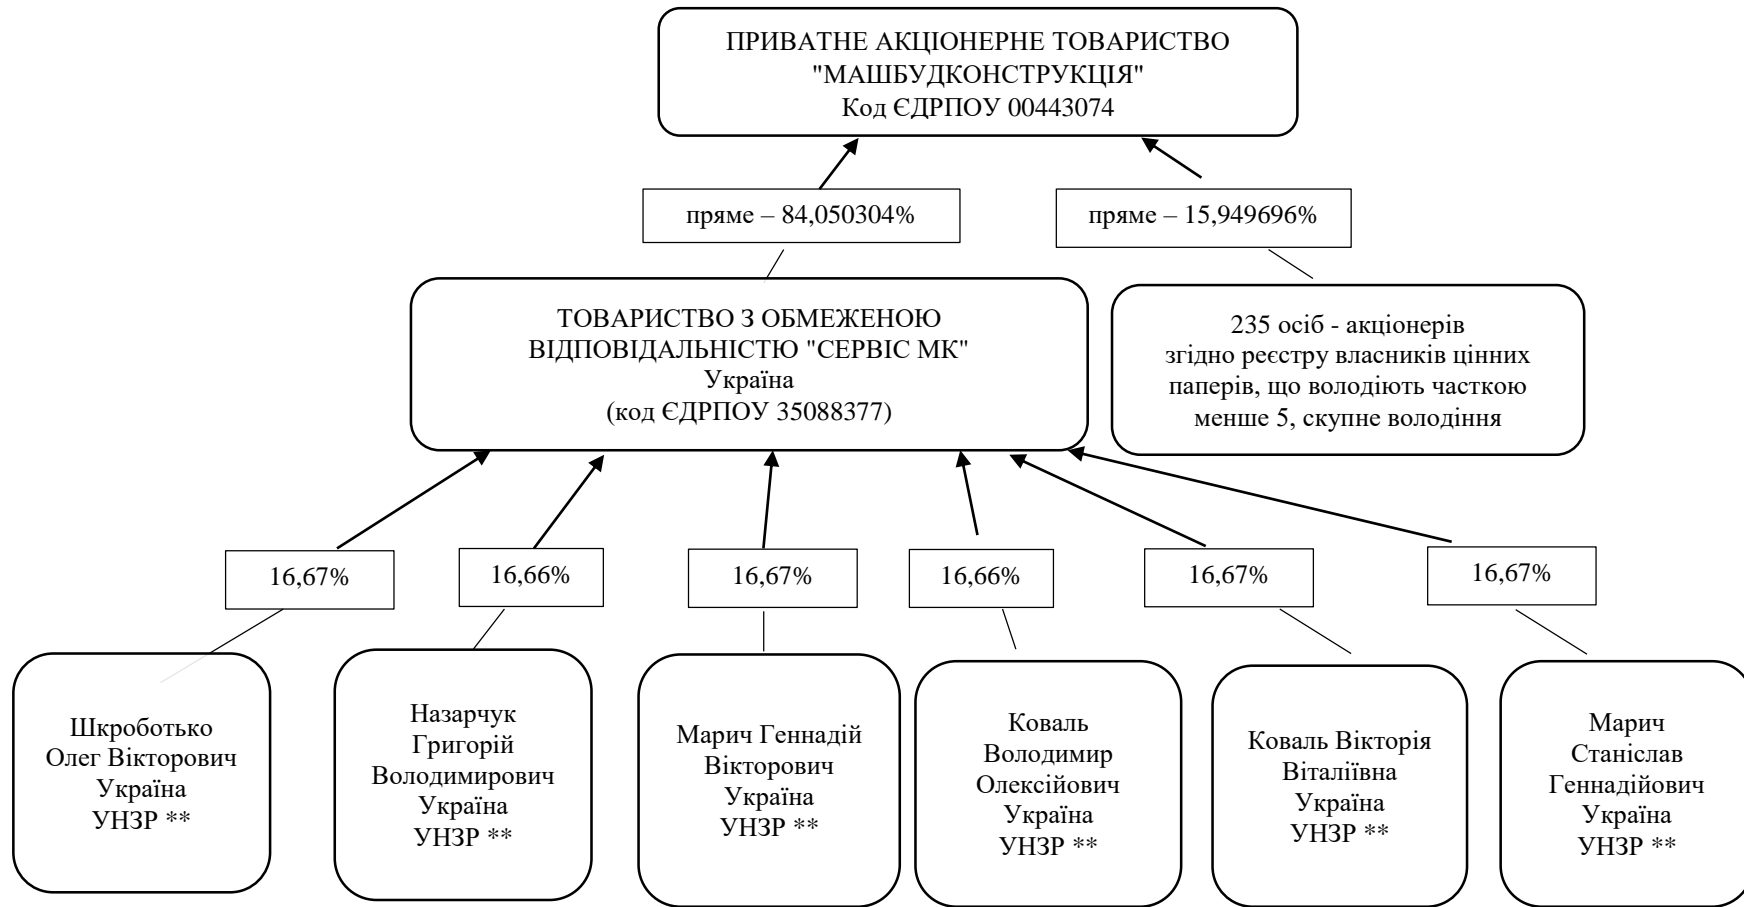 ПРИВАТНЕ АКЦІОНЕРНЕ ТОВАРИСТВО
"МАШБУДКОНСТРУКЦІЯ"
Код ЄДРПОУ 00443074
пряме – 84,050304%
пряме – 15,949696%
ТОВАРИСТВО З ОБМЕЖЕНОЮ
ВІДПОВІДАЛЬНІСТЮ "СЕРВІС МК"
Україна
(код ЄДРПОУ 35088377)
235 осіб - акціонерів
згідно реєстру власників цінних
паперів, що володіють часткою
менше 5, скупне володіння
16,67%
16,66%
16,67%
16,66%
16,67%
16,67%
Шкроботько
Олег Вікторович
Україна
УНЗР **
Назарчук
Григорій
Володимирович
Україна
УНЗР **
Марич Геннадій
Вікторович
Україна
УНЗР **
Коваль
Володимир
Олексійович
Україна
УНЗР **
Коваль Вікторія
Віталіївна
Україна
УНЗР **
Марич
Станіслав
Геннадійович
Україна
УНЗР **